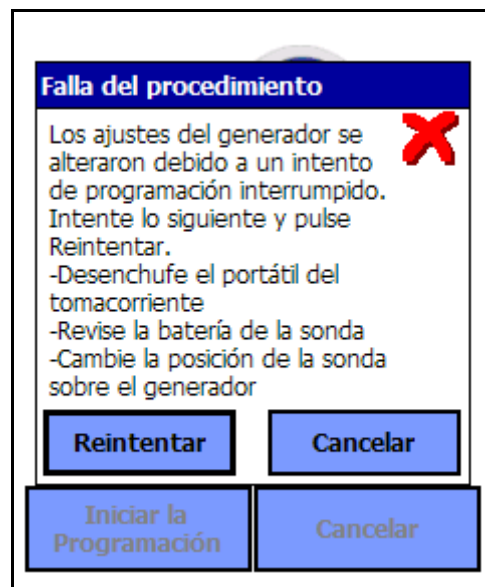 Falla del procedimiento
Los ajustes del generador se
alteraron debido a un intento
de programación interrumpido.
Intente lo siguiente y pulse
Reintentar.
-Desenchufe el portátil del
tomacorriente
-Revise la batería de la sonda
-Cambie la posición de la sonda
sobre el generador
Reintentar
Cancelar
Iniciar la
Programación
Cancelar